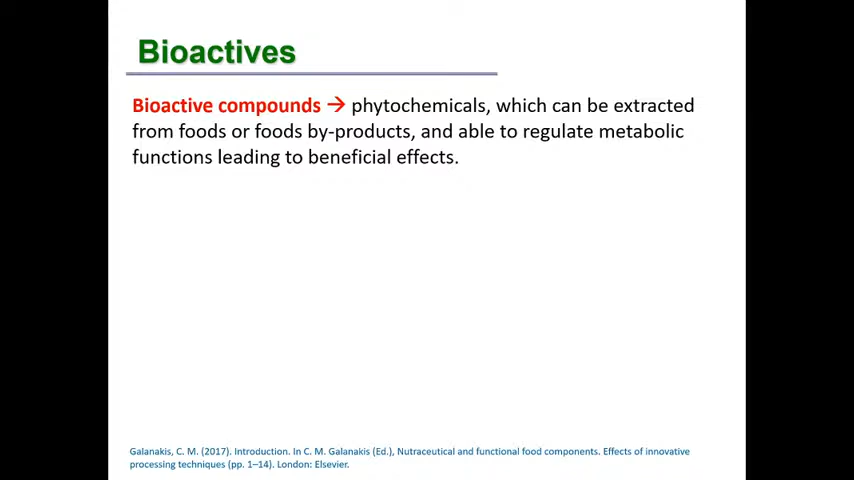 Bioactives
Bioactive compounds → phytochemicals, which can be extracted
from foods or foods by-products, and able to regulate metabolic
functions leading to beneficial effects.
Galanakis, C. M. (2017). Introduction. In C. M. Galanakis (Ed.), Nutraceutical and functional food components. Effects of innovative
processing techniques (pp. 1–14). London: Elsevier.